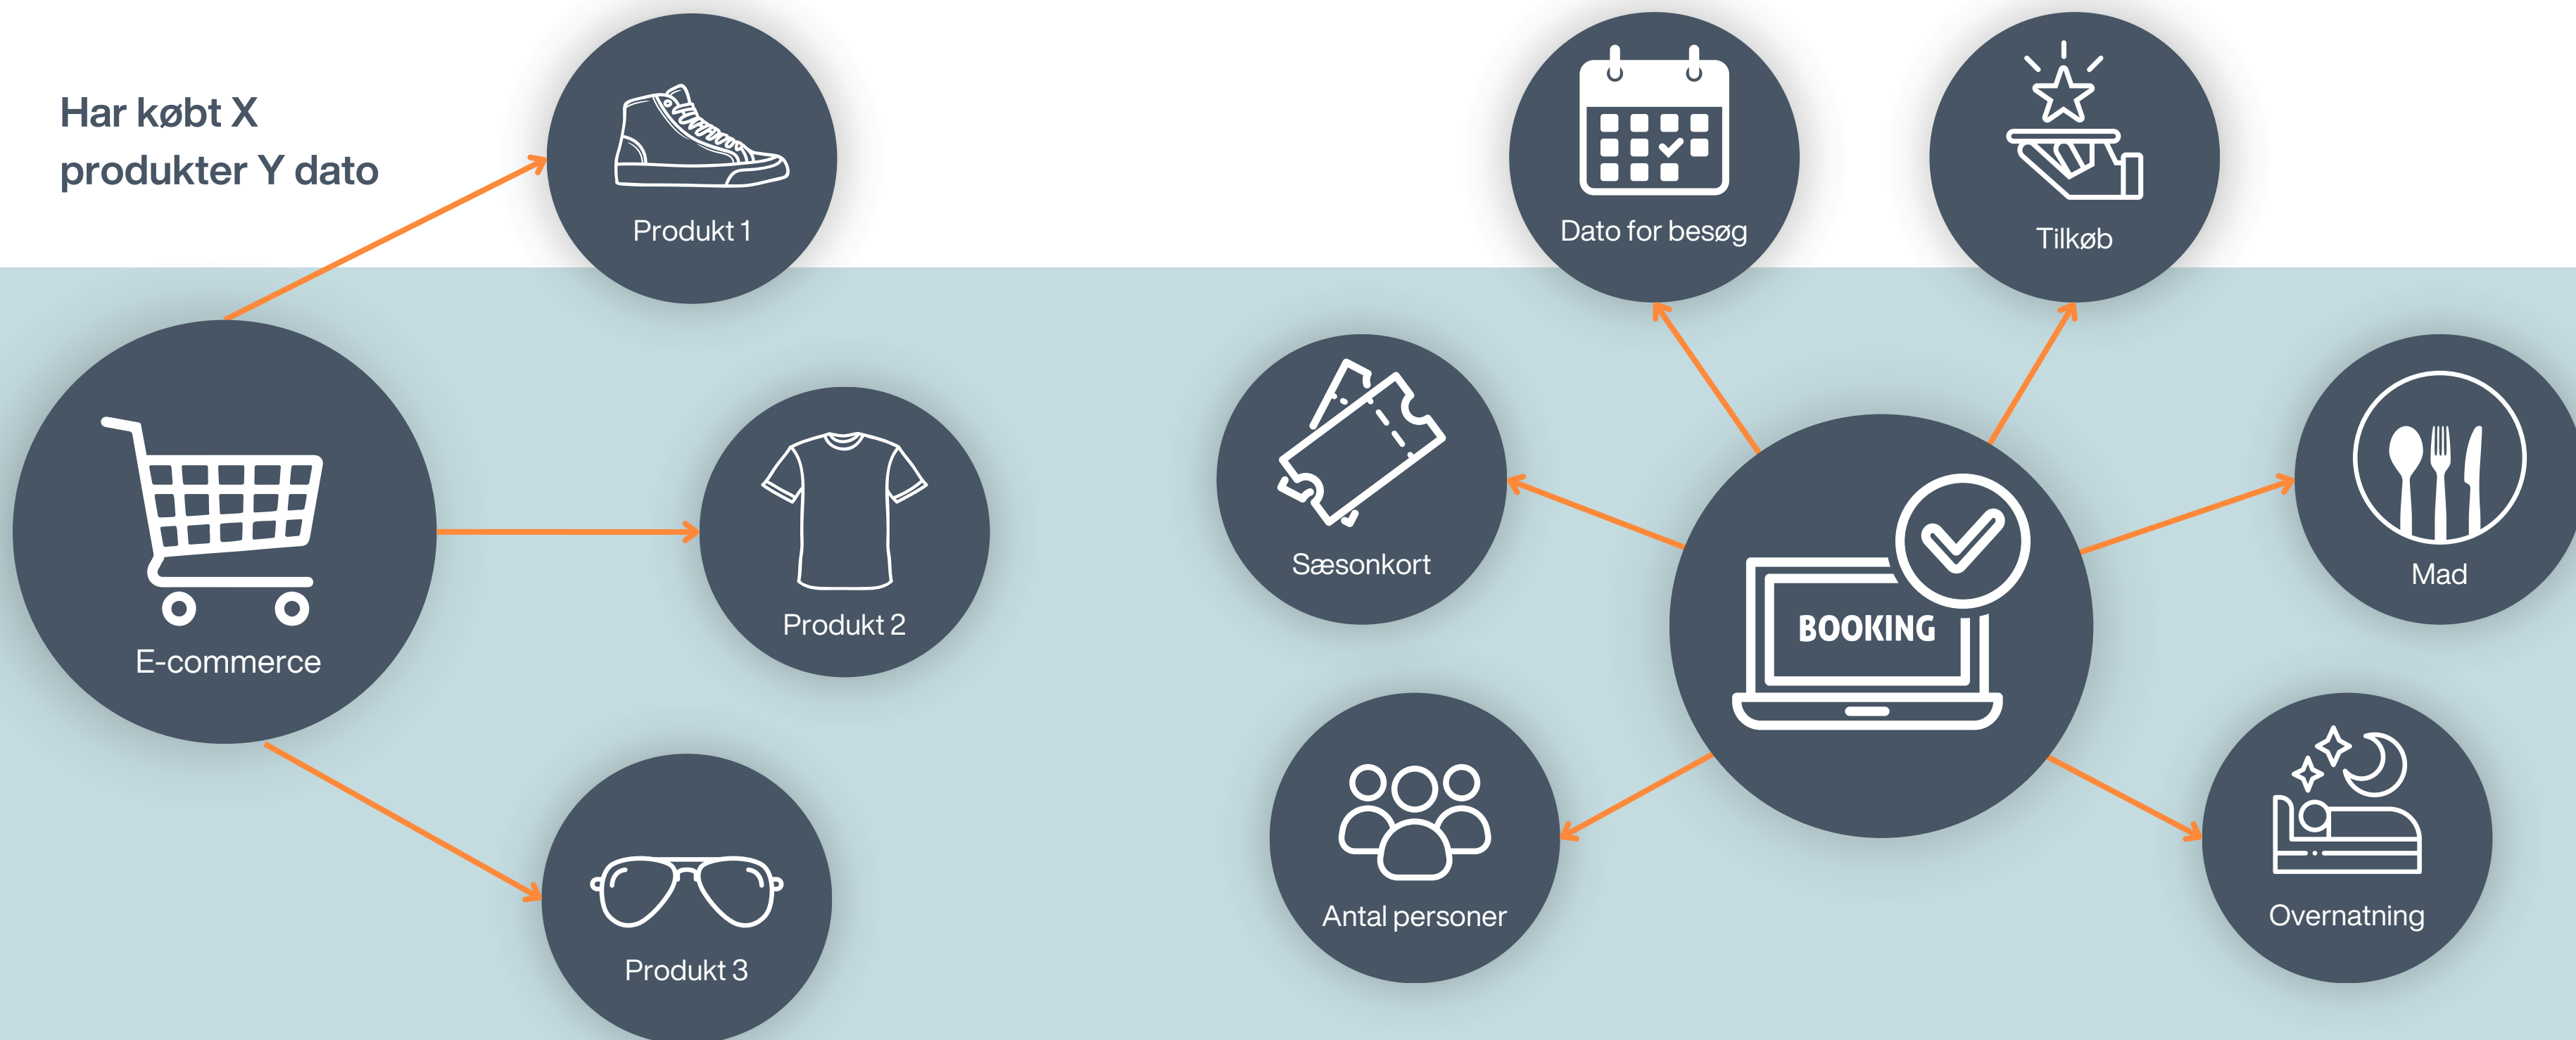 Har købt X
produkter Y dato
Produkt 1
E-commerce
Produkt 2
Produkt 3
Dato for besøg
Tilkøb
Sæsonkort
BOOKING
Mad
Antal personer
Overnatning